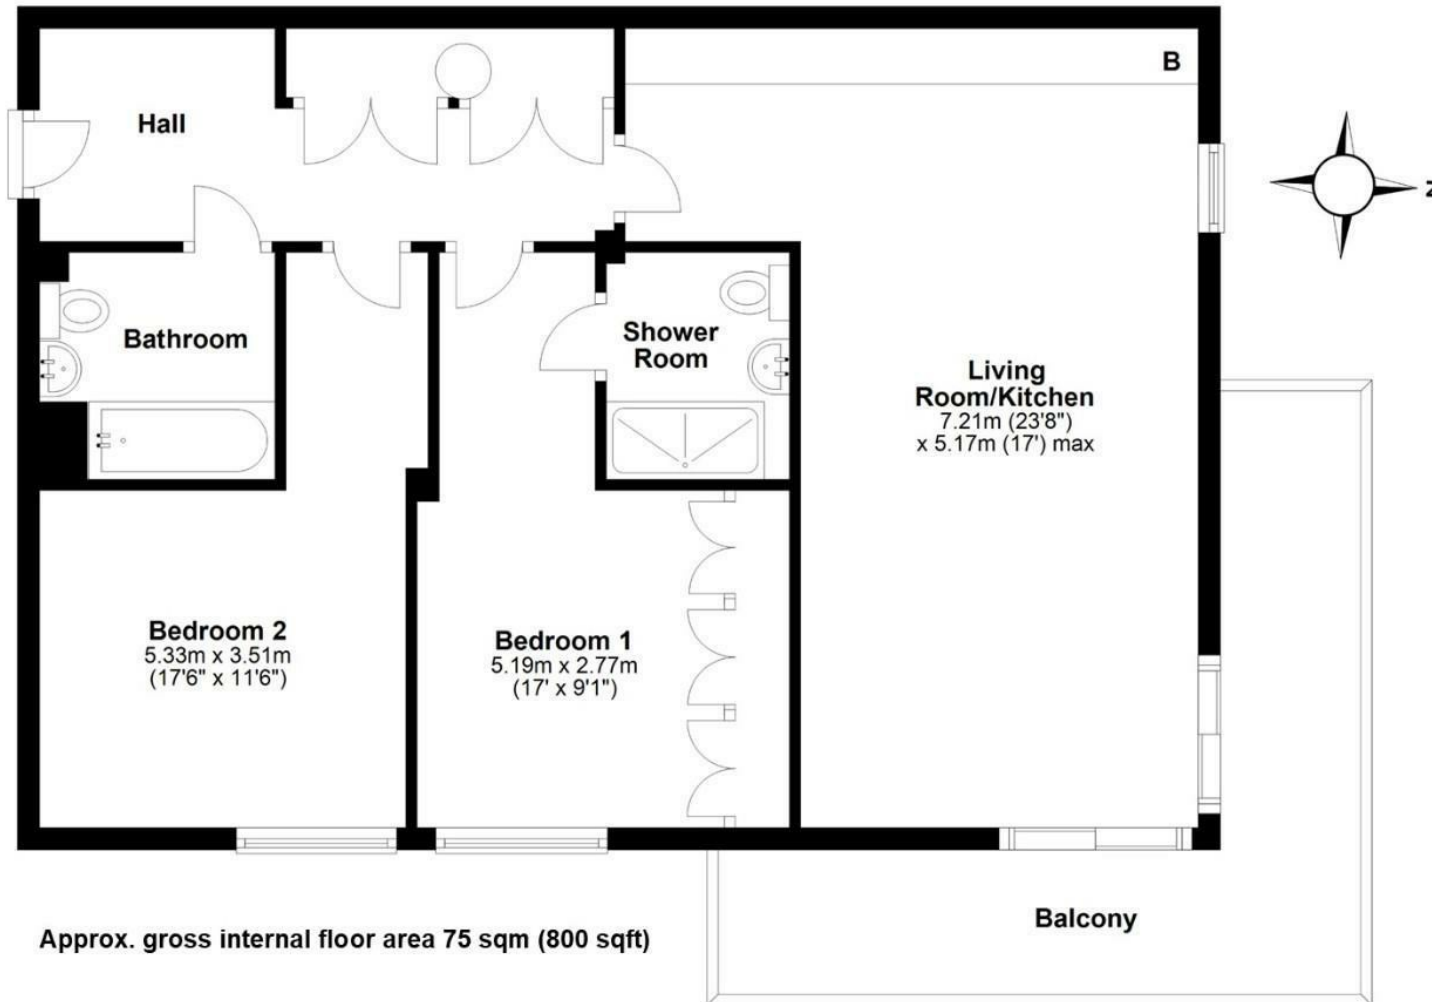 B
Hall
N
Bathroom
Shower
Room
Living
Room/Kitchen
7.21m (23'8")
x 5.17m (17') max
Bedroom 2
5.33m x 3.51m
(17'6" x 11'6")
Bedroom 1
5.19m x 2.77m
(17' x 9'1")
Balcony
Approx. gross internal floor area 75 sqm (800 sqft)